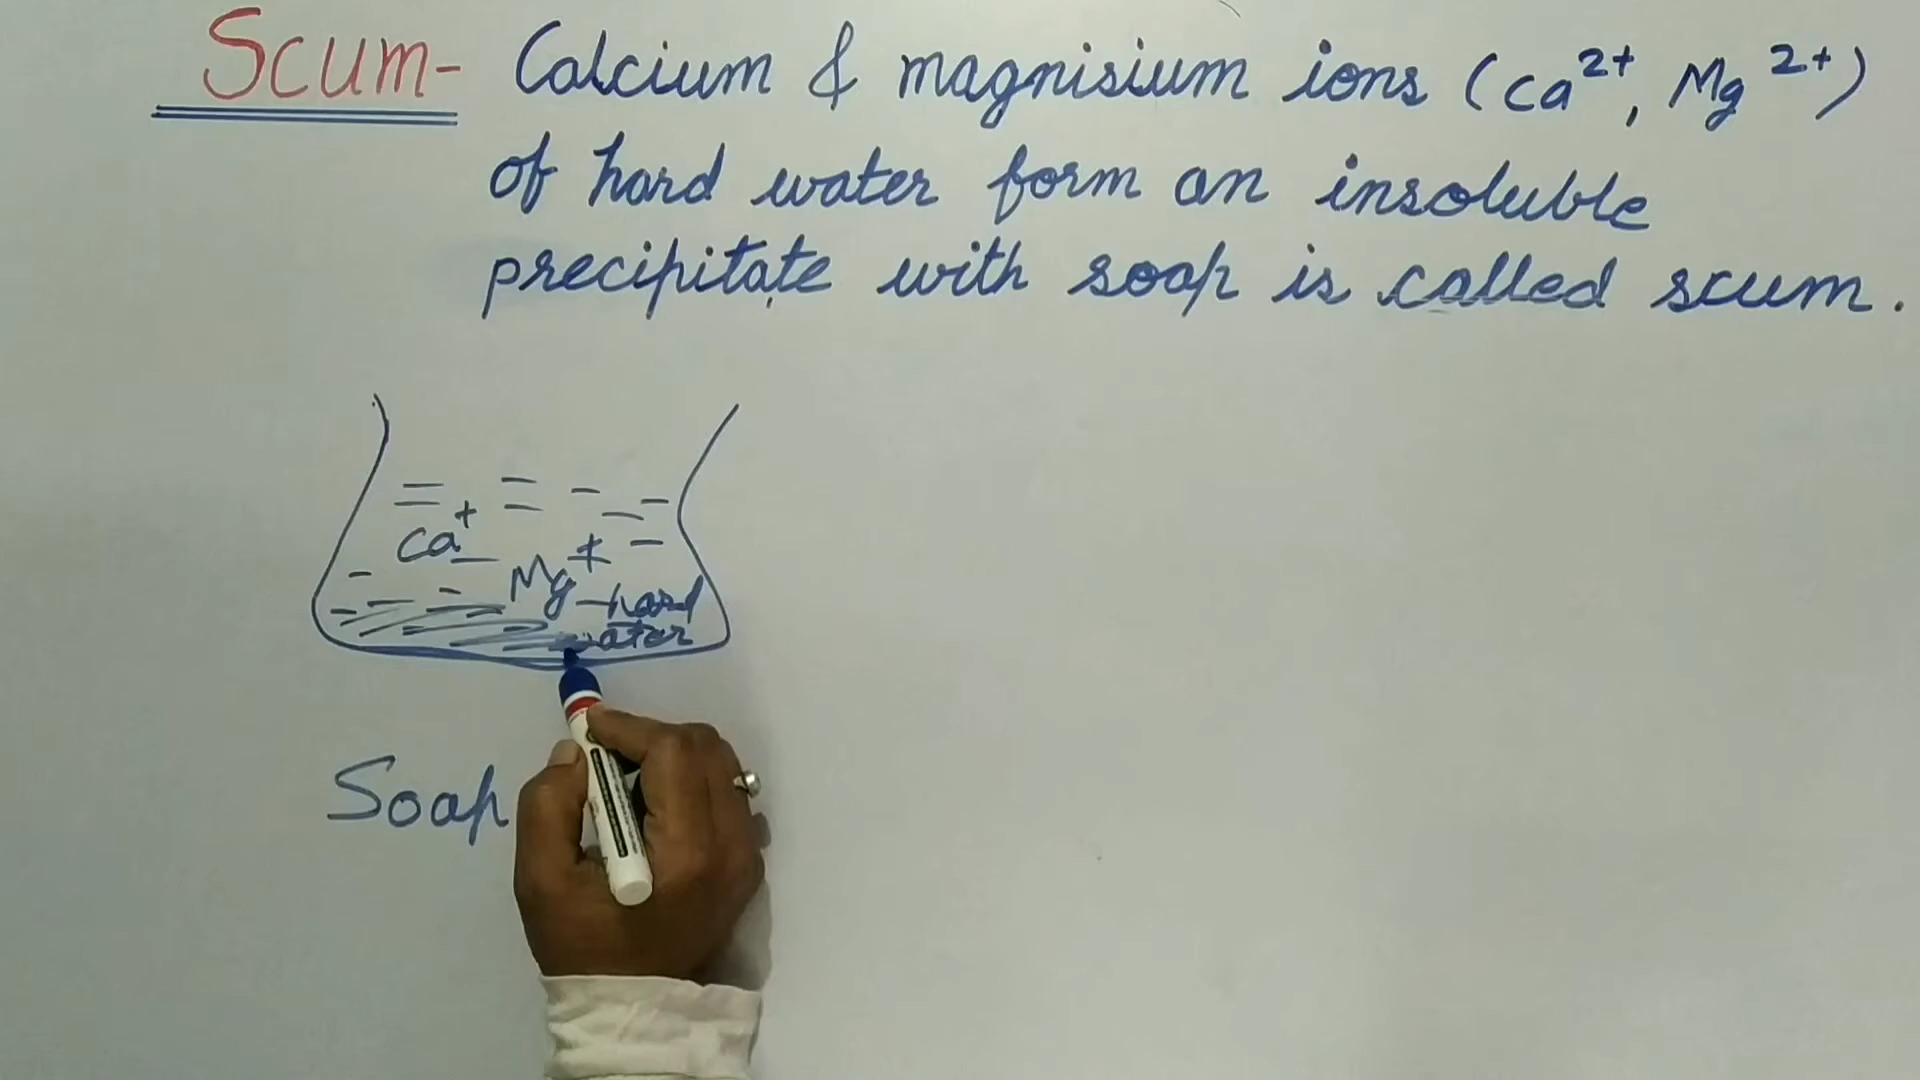 Scum- Calcium & magnisium ions (Ca²⁺, Mg²⁺)
of hard water form an insoluble
precipitate with soap is called scum.
Ca⁺
Mg⁺
hard
water
Soap